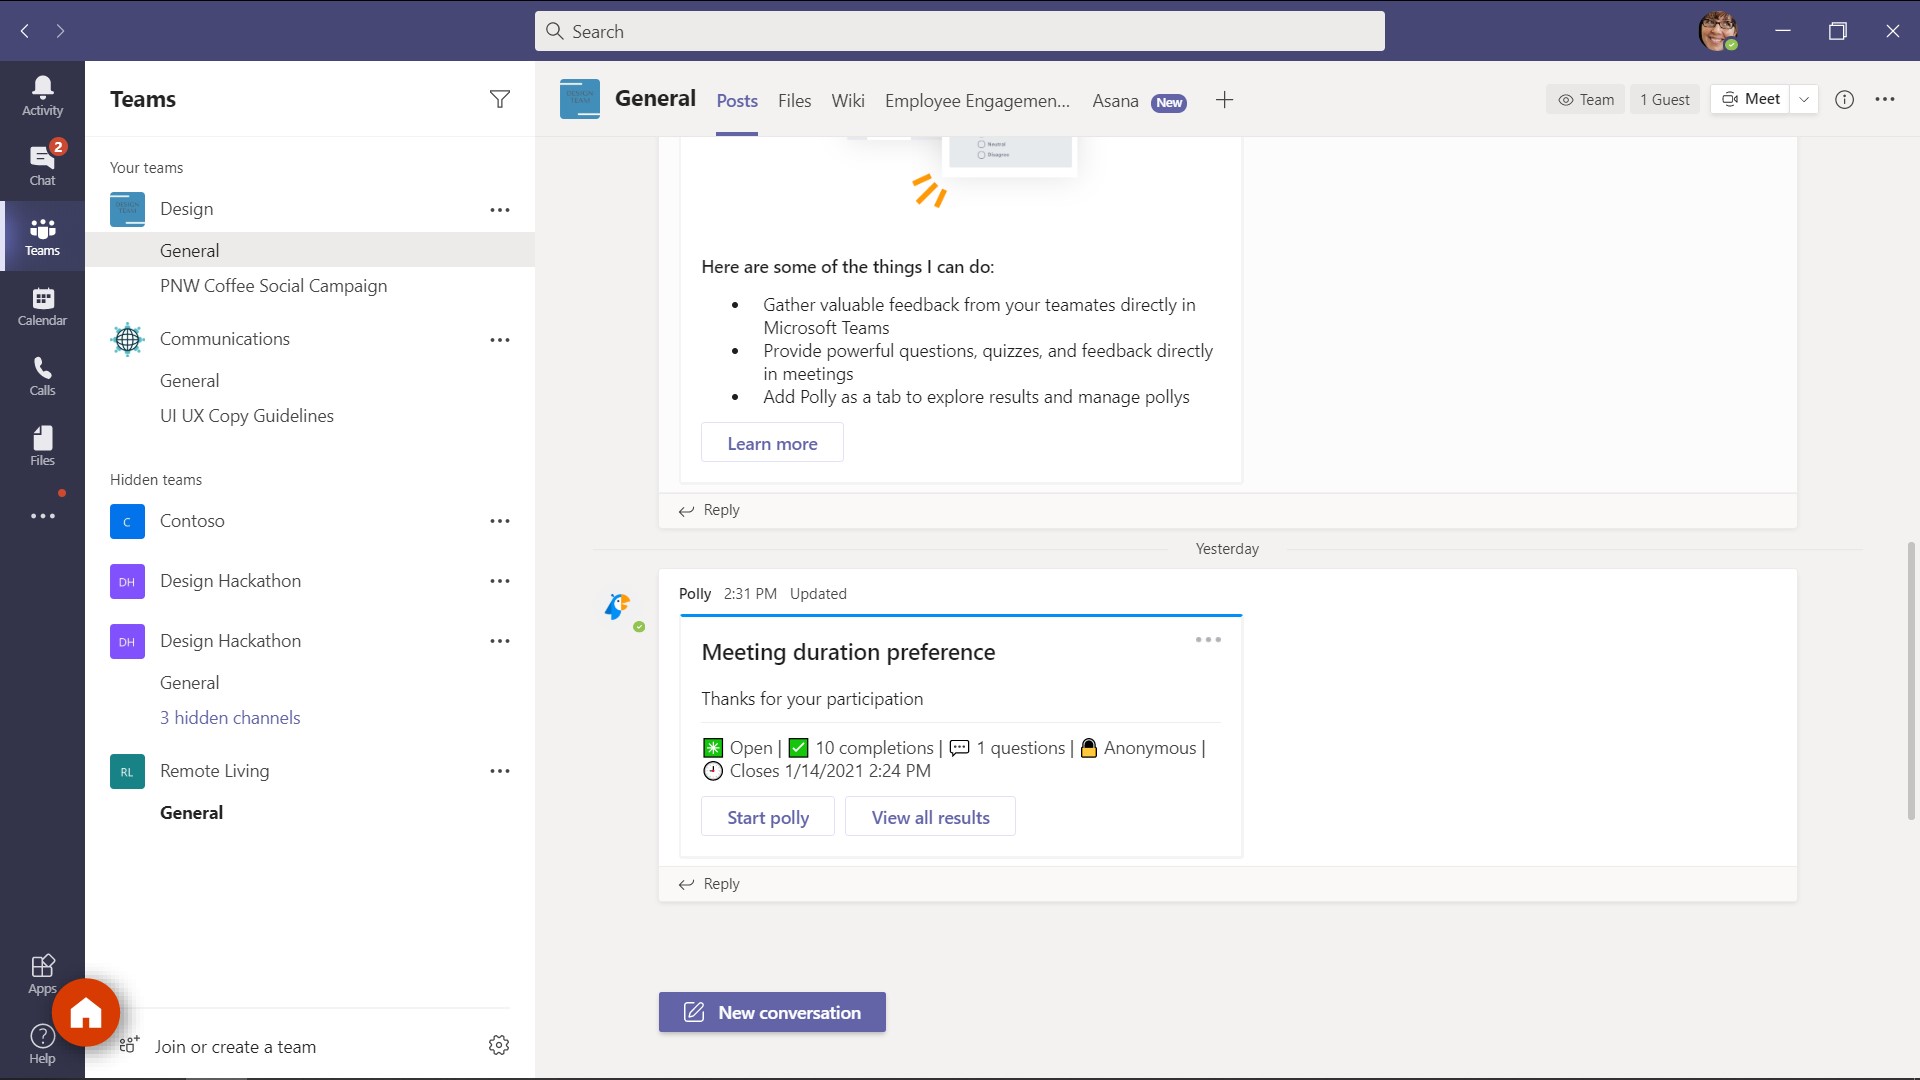 Search
Activity
2
Chat
Teams
Calendar
Calls
Files
Apps
Help
Teams
Your teams
DESIGN TEAM
Design
General
PNW Coffee Social Campaign
Communications
General
UI UX Copy Guidelines
Hidden teams
C
Contoso
DH
Design Hackathon
DH
Design Hackathon
General
3 hidden channels
RL
Remote Living
General
Join or create a team
DESIGN
TEAM
General
Posts
Files
Wiki
Employee Engagemen...
Asana
New
Team
1 Guest
Meet
Neutral
Disagree
Here are some of the things I can do:
• Gather valuable feedback from your teamates directly in
Microsoft Teams
• Provide powerful questions, quizzes, and feedback directly
in meetings
• Add Polly as a tab to explore results and manage pollys
Learn more
Reply
Yesterday
Polly 2:31 PM Updated
Meeting duration preference
Thanks for your participation
Open | ✅ 10 completions | 💬 1 questions | 🔒 Anonymous |
Closes 1/14/2021 2:24 PM
Start polly
View all results
Reply
New conversation